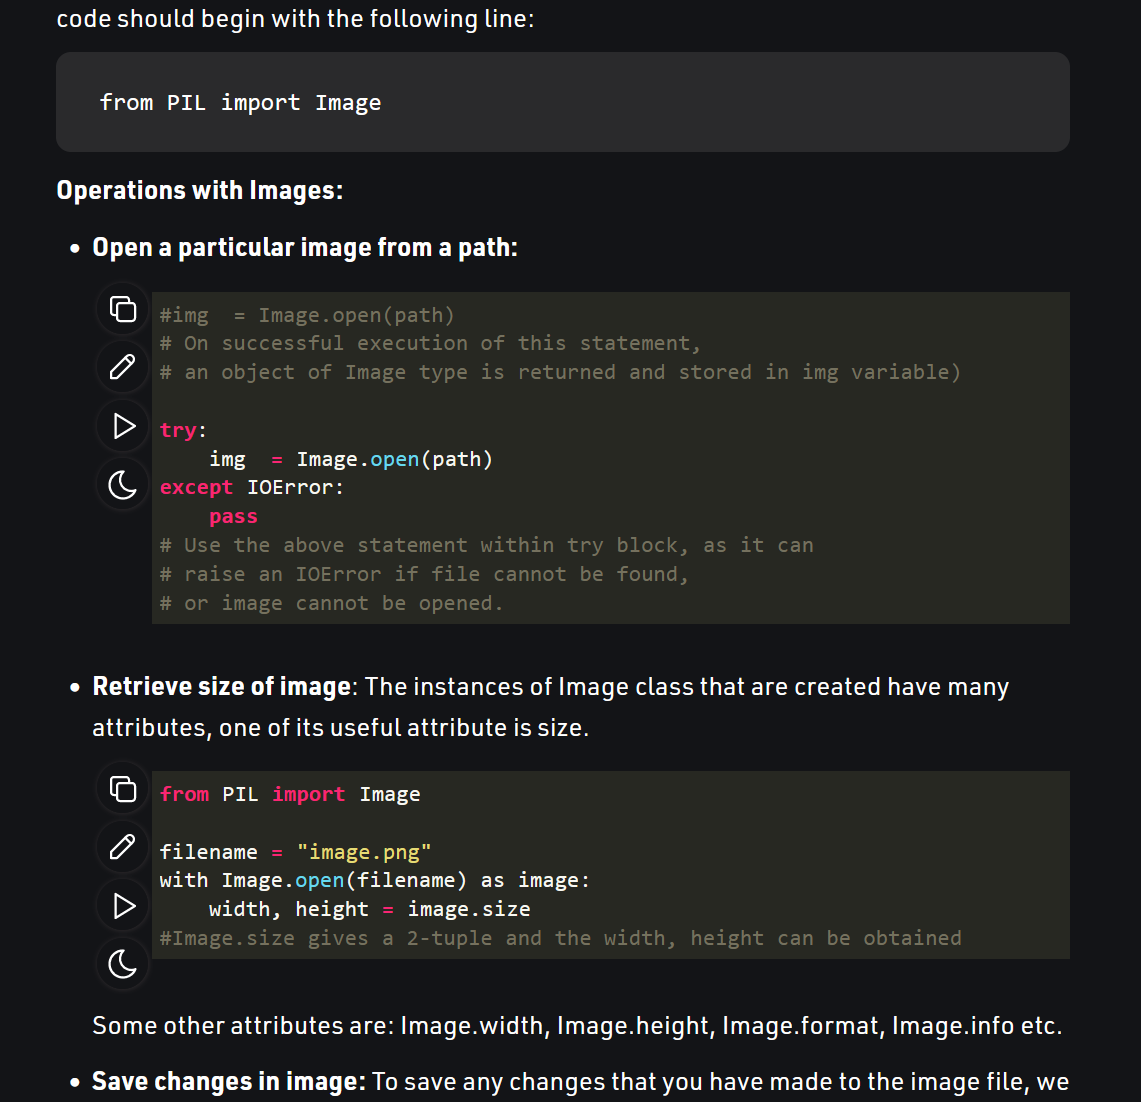 code should begin with the following line:
from PIL import Image
Operations with Images:
• Open a particular image from a path:
#img  = Image.open(path)
# On successful execution of this statement,
# an object of Image type is returned and stored in img variable)
try:
    img  = Image.open(path)
except IOError:
    pass
# Use the above statement within try block, as it can
# raise an IOError if file cannot be found,
# or image cannot be opened.
• Retrieve size of image: The instances of Image class that are created have many
attributes, one of its useful attribute is size.
from PIL import Image
filename = "image.png"
with Image.open(filename) as image:
    width, height = image.size
#Image.size gives a 2-tuple and the width, height can be obtained
Some other attributes are: Image.width, Image.height, Image.format, Image.info etc.
• Save changes in image: To save any changes that you have made to the image file, we